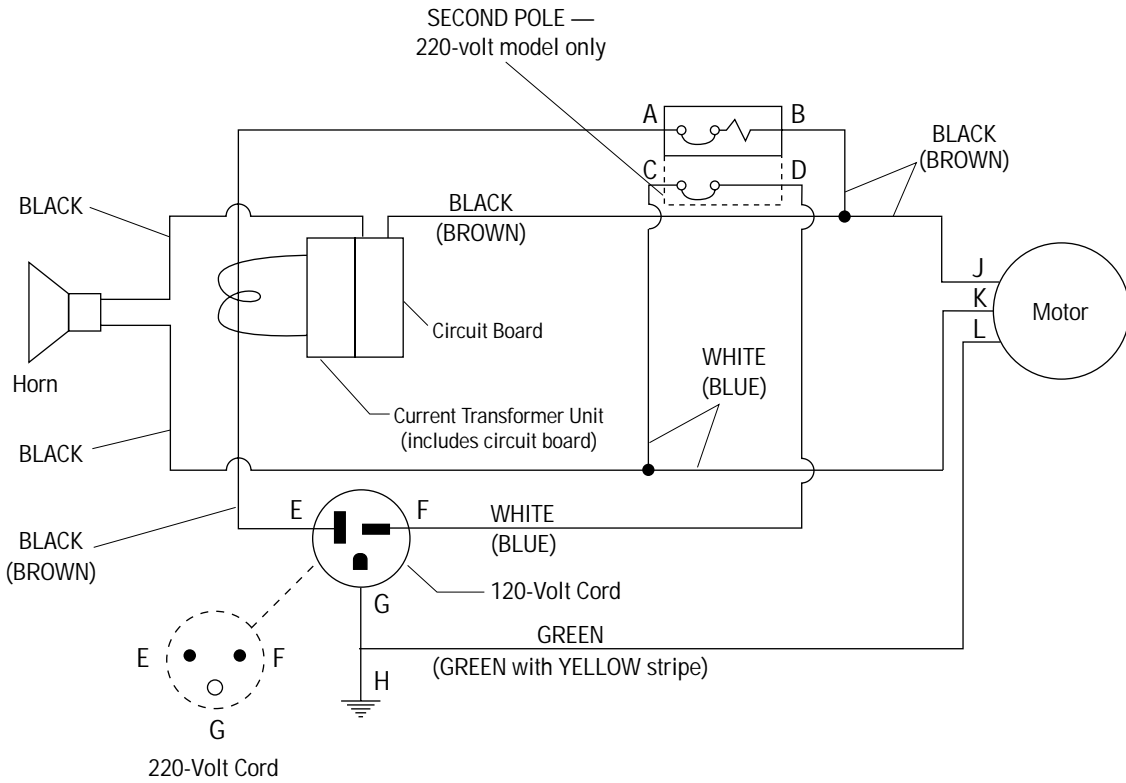 SECOND POLE —
220-volt model only
A
B
BLACK
(BROWN)
C
D
BLACK
BLACK
(BROWN)
J
K
Motor
L
Circuit Board
Horn
WHITE
(BLUE)
Current Transformer Unit
(includes circuit board)
BLACK
E
F
WHITE
(BLUE)
BLACK
(BROWN)
120-Volt Cord
G
GREEN
(GREEN with YELLOW stripe)
E
F
H
G
220-Volt Cord